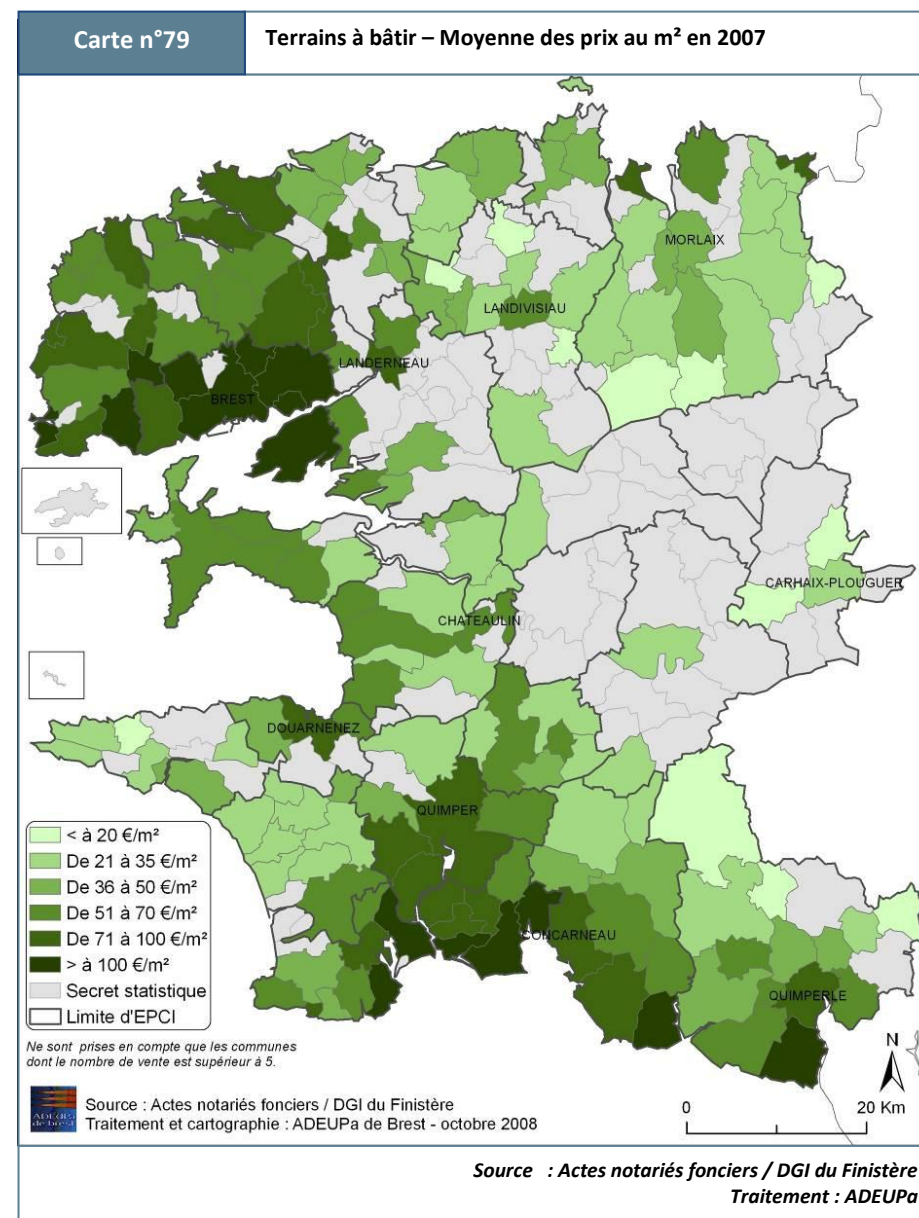 Carte n°79
Terrains à bâtir – Moyenne des prix au m² en 2007
MORLAIX
LANDIVISIAU
LANDERNEAU
BREST
CARHAIX-PLOUGUER
CHATEAULIN
DOUARNENEZ
QUIMPER
CONCARNEAU
QUIMPERLE
< à 20 €/m²
De 21 à 35 €/m²
De 36 à 50 €/m²
De 51 à 70 €/m²
De 71 à 100 €/m²
> à 100 €/m²
Secret statistique
Limite d'EPCI
Ne sont prises en compte que les communes
dont le nombre de vente est supérieur à 5.
N
ADEUPa
de brest
Source : Actes notariés fonciers / DGI du Finistère
Traitement et cartographie : ADEUPa de Brest - octobre 2008
0 20 Km
Source : Actes notariés fonciers / DGI du Finistère
Traitement : ADEUPa